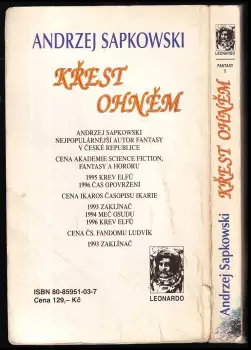 ANDRZEJ SAPKOWSKI
KŘEST
OHNĚM
ANDRZEJ SAPKOWSKI
NEJPOPULÁRNĚJŠÍ AUTOR FANTASY
V ČESKÉ REPUBLICE
CENA AKADEMIE SCIENCE FICTION,
FANTASY A HORORU
1995 KREV ELFŮ
1996 ČAS OPOVRŽENÍ
CENA IKAROS ČASOPISU IKARIE
1993 ZAKLÍNAČ
1994 MEČ OSUDU
1996 KREV ELFŮ
CENA ČS. FANDOMU LUDVÍK
1993 ZAKLÍNAČ
ISBN 80-85951-03-7
Cena 129,– Kč
LEONARDO
LEONARDO
FANTASY
5
KŘEST OHNĚM
Andrzej Sapkowski